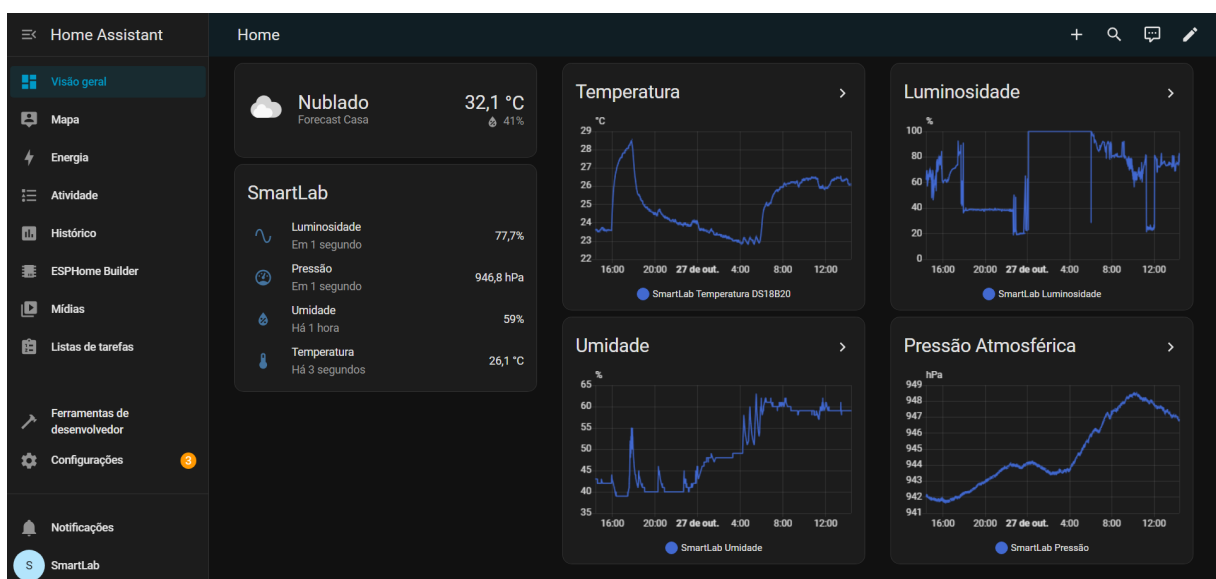 Home Assistant
Visão geral
Mapa
Energia
Atividade
Histórico
ESPHome Builder
Mídias
Listas de tarefas
Ferramentas de
desenvolvedor
Configurações 3
Notificações
S SmartLab
Home
Nublado 32,1 °C
Forecast Casa 41%
SmartLab
Luminosidade
Em 1 segundo 77,7%
Pressão
Em 1 segundo 946,8 hPa
Umidade
Há 1 hora 59%
Temperatura
Há 3 segundos 26,1 °C
Temperatura
°C
29
28
27
26
25
24
23
22
16:00 20:00 27 de out. 4:00 8:00 12:00
SmartLab Temperatura DS18B20
Luminosidade
%
100
80
60
40
20
0
16:00 20:00 27 de out. 4:00 8:00 12:00
SmartLab Luminosidade
Umidade
%
65
60
55
50
45
40
35
16:00 20:00 27 de out. 4:00 8:00 12:00
SmartLab Umidade
Pressão Atmosférica
hPa
949
948
947
946
945
944
943
942
941
16:00 20:00 27 de out. 4:00 8:00 12:00
SmartLab Pressão